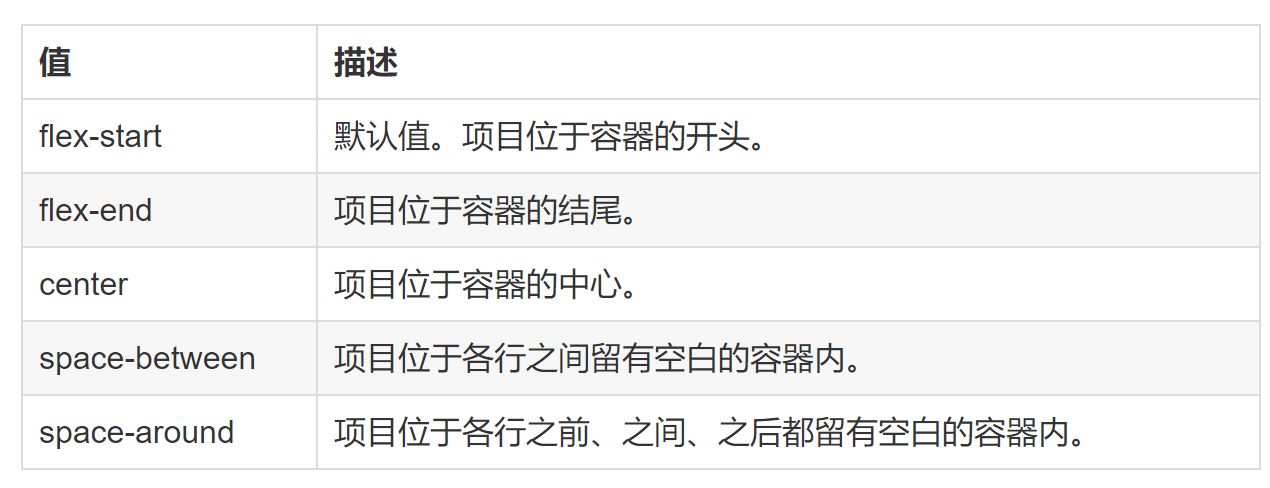 值 描述
flex-start 默认值。项目位于容器的开头。
flex-end 项目位于容器的结尾。
center 项目位于容器的中心。
space-between 项目位于各行之间留有空白的容器内。
space-around 项目位于各行之前、之间、之后都留有空白的容器内。